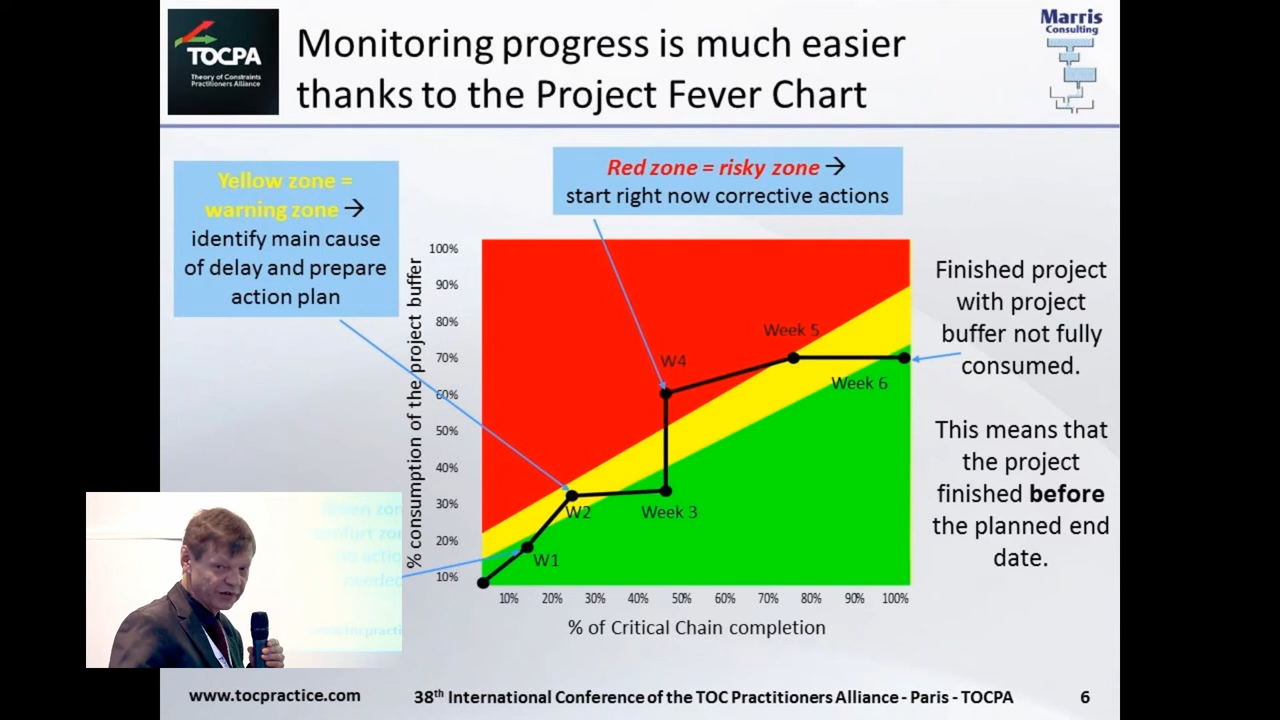 TOCPA
Theory of Constraints
Practitioners Alliance
Monitoring progress is much easier
thanks to the Project Fever Chart
Marris
Consulting
Yellow zone =
warning zone →
identify main cause
of delay and prepare
action plan
Red zone = risky zone →
start right now corrective actions
% consumption of the project buffer
100%
90%
80%
70%
60%
50%
40%
30%
20%
10%
W1
W2
Week 3
W4
Week 5
Week 6
10% 20% 30% 40% 50% 60% 70% 80% 90% 100%
% of Critical Chain completion
Finished project
with project
buffer not fully
consumed.
This means that
the project
finished before
the planned end
date.
www.tocpractice.com
38th International Conference of the TOC Practitioners Alliance - Paris - TOCPA
6